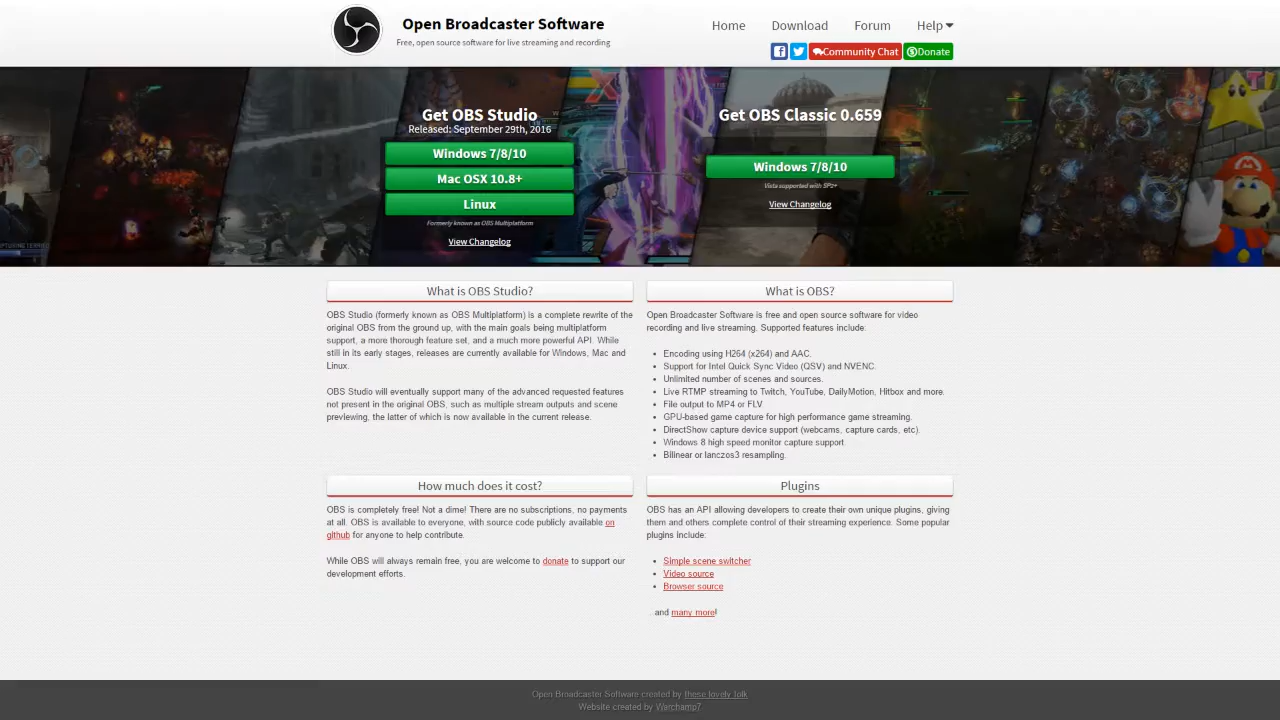 Open Broadcaster Software
Free, open source software for live streaming and recording
Home
Download
Forum
Help
Community Chat
Donate
Get OBS Studio
Released: September 29th, 2016
Windows 7/8/10
Mac OSX 10.8+
Linux
Formerly known as OBS Multiplatform
View Changelog
Get OBS Classic 0.659
Windows 7/8/10
Vista supported with SP2+
View Changelog
What is OBS Studio?
OBS Studio (formerly known as OBS Multiplatform) is a complete rewrite of the
original OBS from the ground up, with the main goals being multiplatform
support, a more thorough feature set, and a much more powerful API. While
still in its early stages, releases are currently available for Windows, Mac and
Linux.
OBS Studio will eventually support many of the advanced requested features
not present in the original OBS, such as multiple stream outputs and scene
previewing, the latter of which is now available in the current release.
What is OBS?
Open Broadcaster Software is free and open source software for video
recording and live streaming. Supported features include:
• Encoding using H264 (x264) and AAC.
• Support for Intel Quick Sync Video (QSV) and NVENC.
• Unlimited number of scenes and sources.
• Live RTMP streaming to Twitch, YouTube, DailyMotion, Hitbox and more.
• File output to MP4 or FLV
• GPU-based game capture for high performance game streaming.
• DirectShow capture device support (webcams, capture cards, etc).
• Windows 8 high speed monitor capture support
• Bilinear or lanczos3 resampling.
How much does it cost?
OBS is completely free! Not a dime! There are no subscriptions, no payments
at all. OBS is available to everyone, with source code publicly available on
github for anyone to help contribute.
While OBS will always remain free, you are welcome to donate to support our
development efforts.
Plugins
OBS has an API allowing developers to create their own unique plugins, giving
them and others complete control of their streaming experience. Some popular
plugins include:
• Simple scene switcher
• Video source
• Browser source
...and many more!
Open Broadcaster Software created by these lovely folk
Website created by Warchamp7